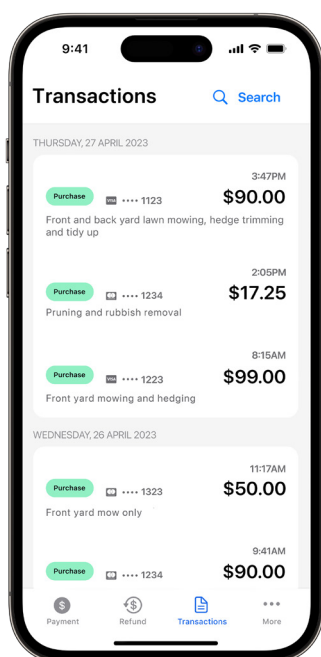 9:41
Transactions
Search
THURSDAY, 27 APRIL 2023
3:47PM
Purchase VISA •••• 1123 $90.00
Front and back yard lawn mowing, hedge trimming
and tidy up
2:05PM
Purchase •••• 1234 $17.25
Pruning and rubbish removal
8:15AM
Purchase VISA •••• 1223 $99.00
Front yard mowing and hedging
WEDNESDAY, 26 APRIL 2023
11:17AM
Purchase •••• 1323 $50.00
Front yard mow only
9:41AM
Purchase •••• 1234 $90.00
$ $
Payment Refund Transactions More